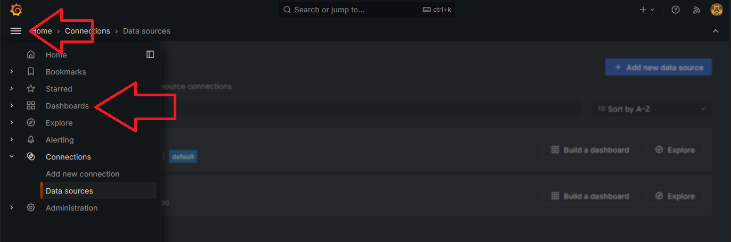 Search or jump to...
ctrl+k
Home > Connections > Data sources
Home
Bookmarks
Starred
Dashboards
Explore
Alerting
Connections
Add new connection
Data sources
Administration
+ Add new data source
source connections
Sort by A-Z
default
Build a dashboard
Explore
Build a dashboard
Explore